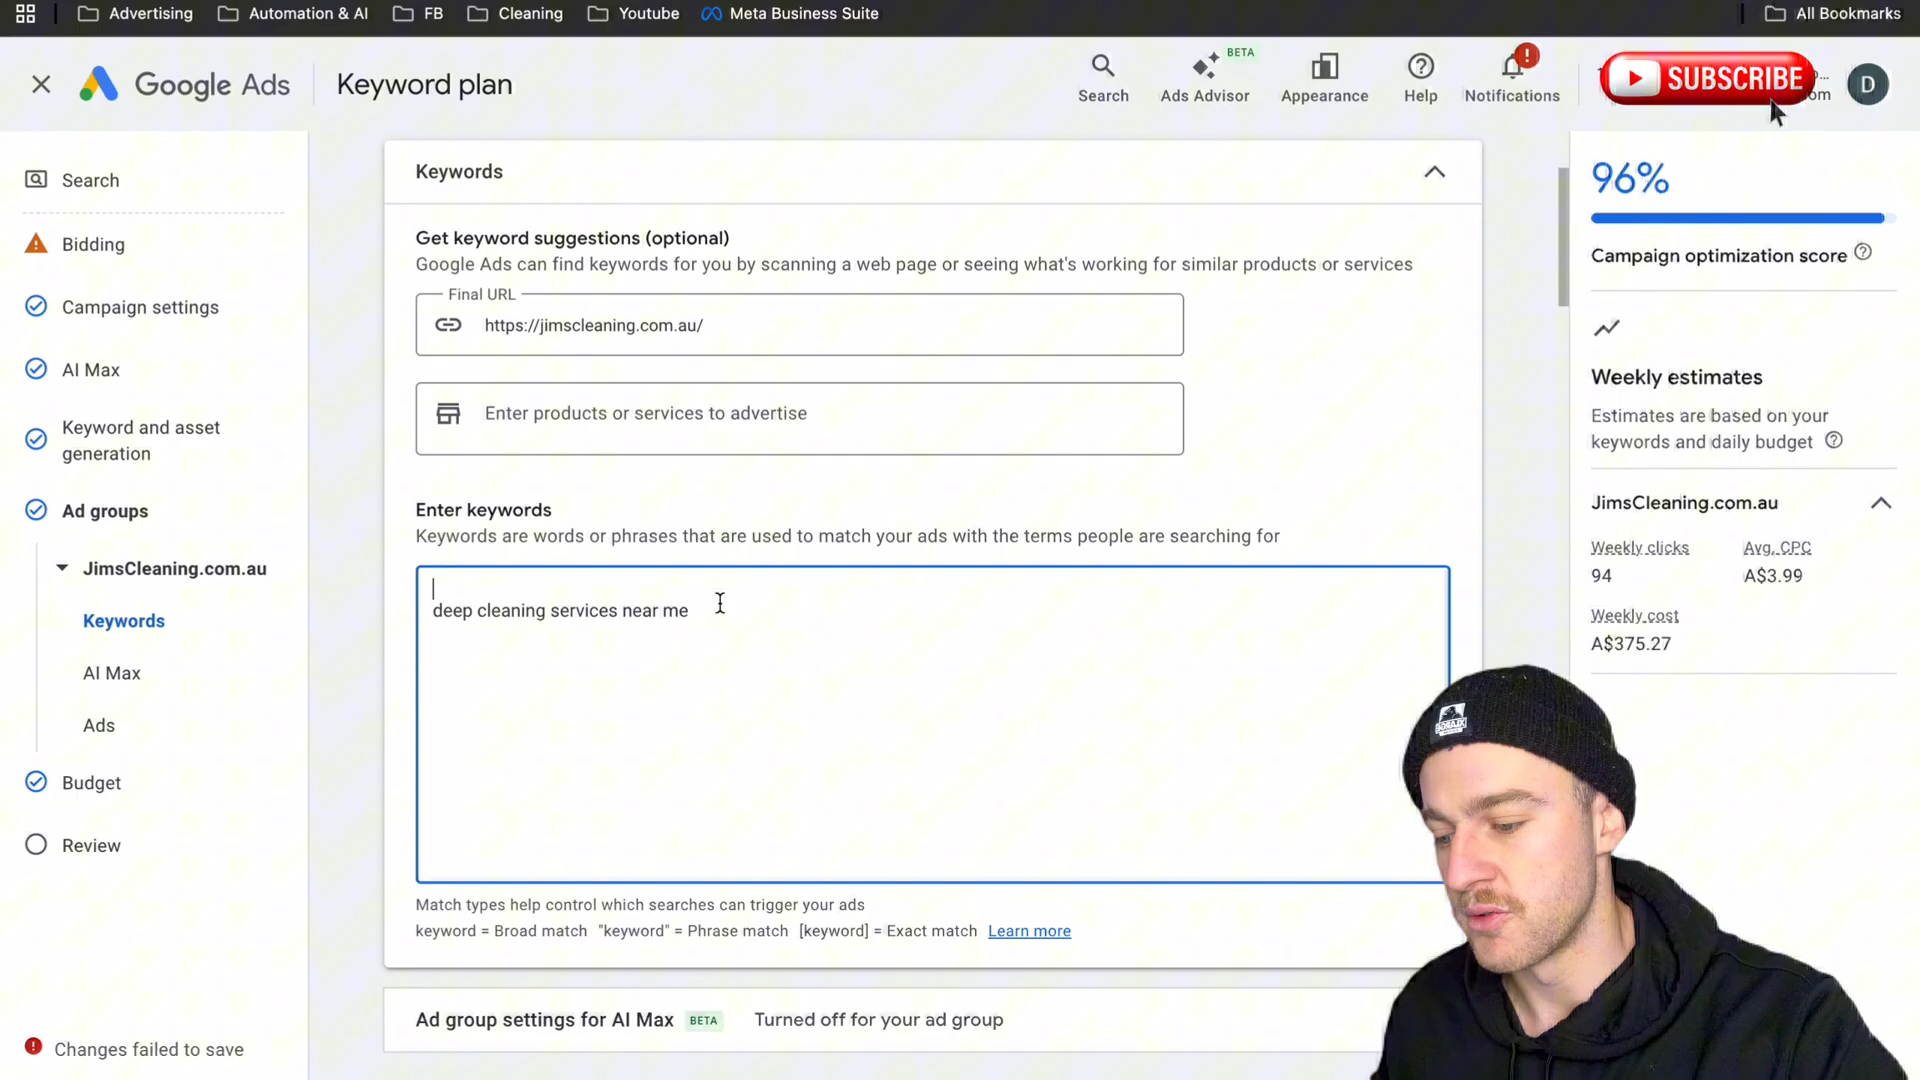 Advertising
Automation & AI
FB
Cleaning
Youtube
Meta Business Suite
All Bookmarks
Google Ads
Keyword plan
Search
BETA
Ads Advisor
Appearance
Help
Notifications
SUBSCRIBE
D
Search
Bidding
Campaign settings
AI Max
Keyword and asset
generation
Ad groups
JimsCleaning.com.au
Keywords
AI Max
Ads
Budget
Review
Changes failed to save
Keywords
Get keyword suggestions (optional)
Google Ads can find keywords for you by scanning a web page or seeing what's working for similar products or services
Final URL
https://jimscleaning.com.au/
Enter products or services to advertise
Enter keywords
Keywords are words or phrases that are used to match your ads with the terms people are searching for
deep cleaning services near me
Match types help control which searches can trigger your ads
keyword = Broad match "keyword" = Phrase match [keyword] = Exact match Learn more
Ad group settings for AI Max BETA Turned off for your ad group
96%
Campaign optimization score
Weekly estimates
Estimates are based on your
keywords and daily budget
JimsCleaning.com.au
Weekly clicks
Avg. CPC
94
A$3.99
Weekly cost
A$375.27